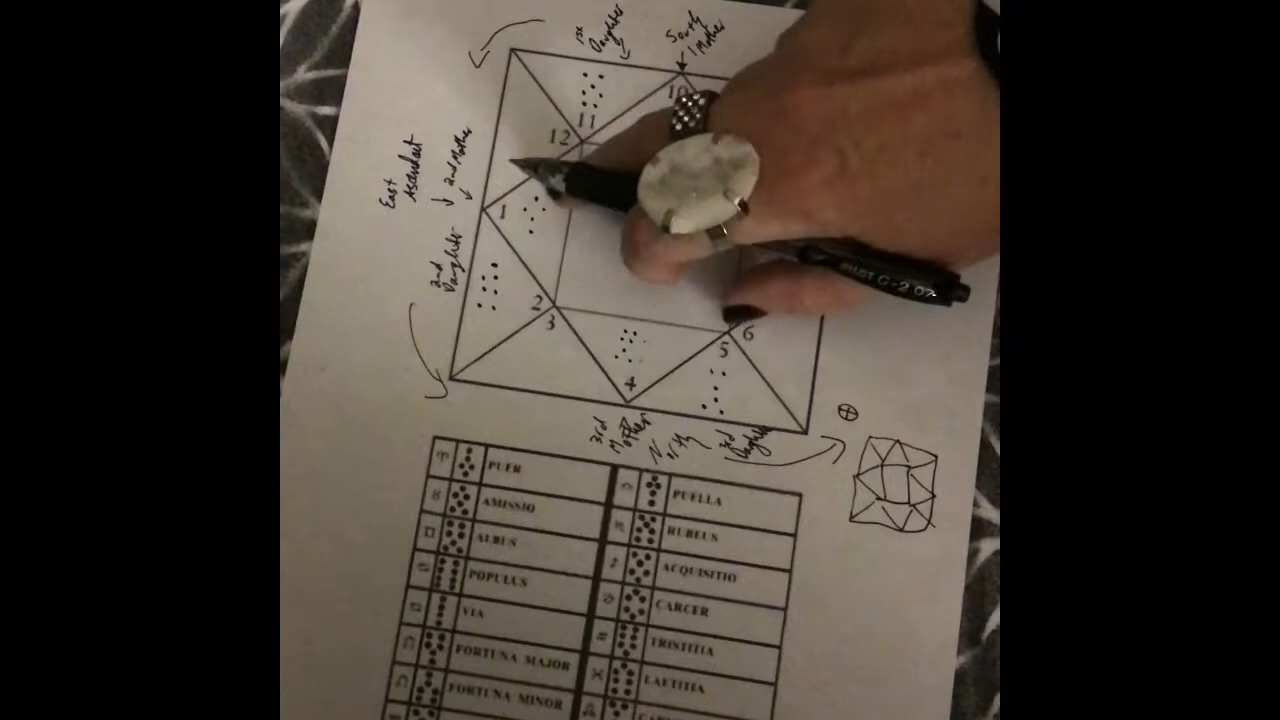 1st
Daughter
South
1 Mother
10
11
12
East
Ascendant
2nd Mother
2nd
Daughter
1
2
3
4
5
6
3rd
Mother
North
3rd
Daughter
PILOT G-2 07
PUER
AMISSIO
ALBUS
POPULUS
VIA
FORTUNA MAJOR
FORTUNA MINOR
PUELLA
RUBEUS
ACQUISITIO
CARCER
TRISTITIA
LAETITIA